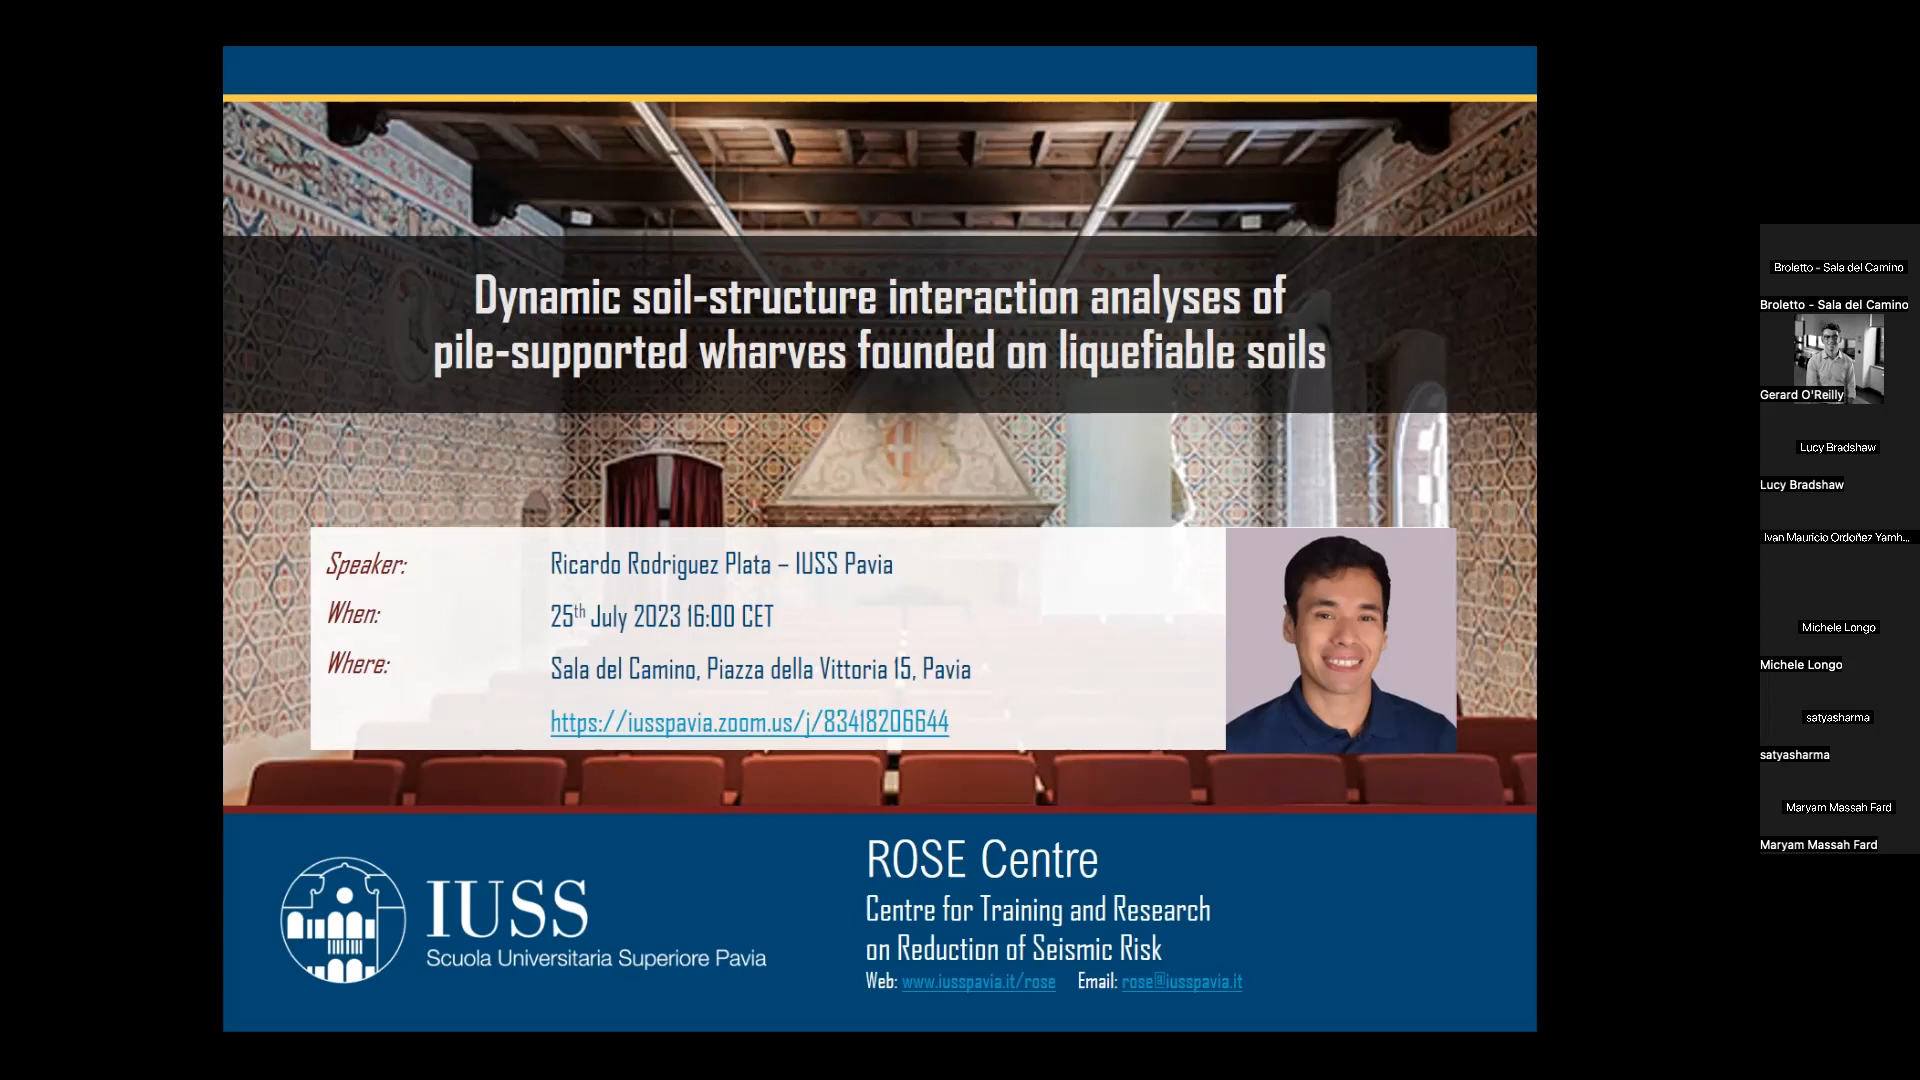 Dynamic soil-structure interaction analyses of
pile-supported wharves founded on liquefiable soils
Speaker: Ricardo Rodriguez Plata – IUSS Pavia
When: 25th July 2023 16:00 CET
Where: Sala del Camino, Piazza della Vittoria 15, Pavia
https://iusspavia.zoom.us/j/83418206644
IUSS
Scuola Universitaria Superiore Pavia
ROSE Centre
Centre for Training and Research
on Reduction of Seismic Risk
Web: www.iusspavia.it/rose Email: rose@iusspavia.it
Broletto - Sala del Camino
Broletto - Sala del Camino
Gerard O'Reilly
Lucy Bradshaw
Lucy Bradshaw
Ivan Mauricio Ordoñez Yamh...
Michele Longo
Michele Longo
satyasharma
satyasharma
Maryam Massah Fard
Maryam Massah Fard